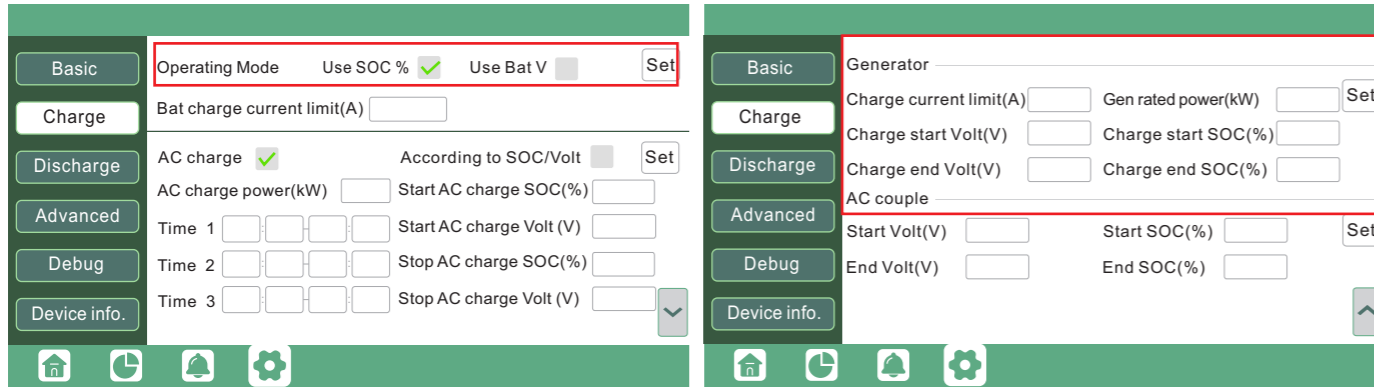 Basic
Charge
Discharge
Advanced
Debug
Device info.
Operating Mode Use SOC % Use Bat V Set
Bat charge current limit(A)
AC charge According to SOC/Volt Set
AC charge power(kW) Start AC charge SOC(%)
Time 1 : - : Start AC charge Volt (V)
Time 2 : - : Stop AC charge SOC(%)
Time 3 : - : Stop AC charge Volt (V)
Basic
Charge
Discharge
Advanced
Debug
Device info.
Generator
Charge current limit(A) Gen rated power(kW) Set
Charge start Volt(V) Charge start SOC(%)
Charge end Volt(V) Charge end SOC(%)
AC couple
Start Volt(V) Start SOC(%) Set
End Volt(V) End SOC(%)